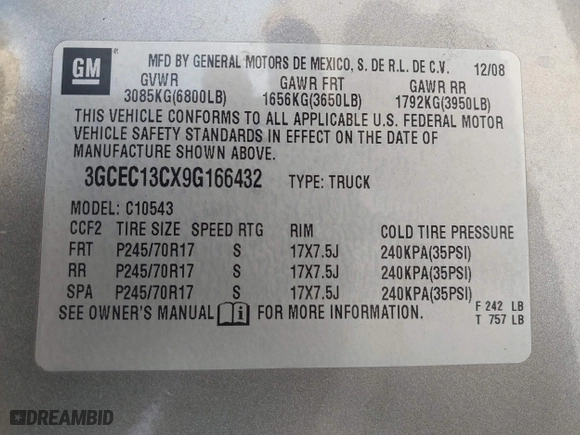 GM
MFD BY GENERAL MOTORS DE MEXICO, S. DE R.L. DE C.V. 12/08
GVWR GAWR FRT GAWR RR
3085KG(6800LB) 1656KG(3650LB) 1792KG(3950LB)
THIS VEHICLE CONFORMS TO ALL APPLICABLE U.S. FEDERAL MOTOR
VEHICLE SAFETY STANDARDS IN EFFECT ON THE DATE OF
MANUFACTURE SHOWN ABOVE.
3GCEC13CX9G166432 TYPE: TRUCK
MODEL: C10543
CCF2 TIRE SIZE SPEED RTG RIM COLD TIRE PRESSURE
FRT P245/70R17 S 17X7.5J 240KPA(35PSI)
RR P245/70R17 S 17X7.5J 240KPA(35PSI)
SPA P245/70R17 S 17X7.5J 240KPA(35PSI)
SEE OWNER'S MANUAL i FOR MORE INFORMATION.
F 242 LB
T 757 LB
DREAMBID